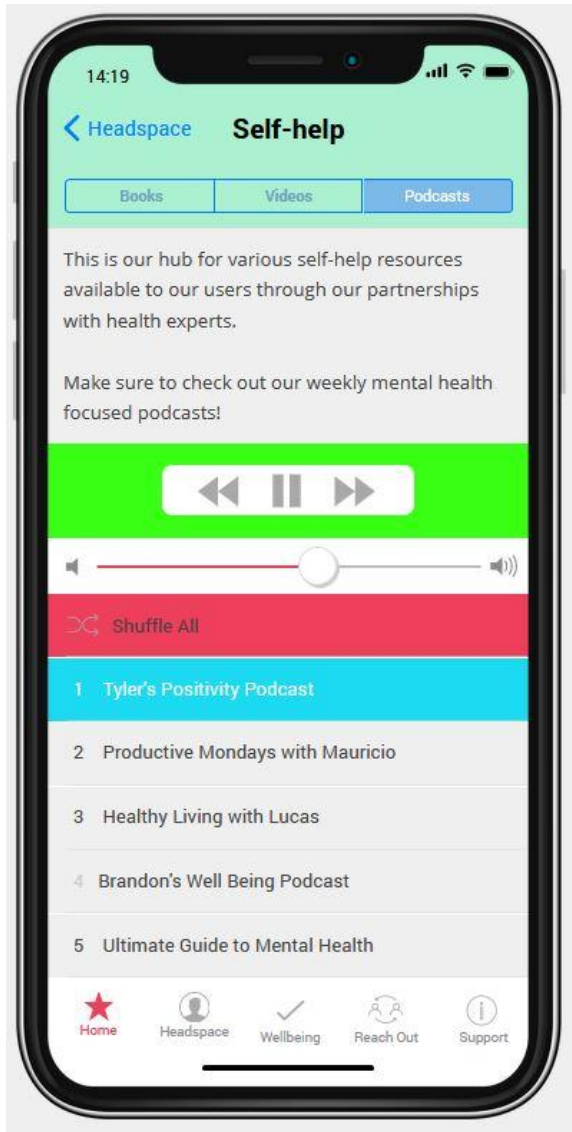 14:19
Headspace Self-help
Books Videos Podcasts
This is our hub for various self-help resources
available to our users through our partnerships
with health experts.
Make sure to check out our weekly mental health
focused podcasts!
Shuffle All
1 Tyler's Positivity Podcast
2 Productive Mondays with Mauricio
3 Healthy Living with Lucas
4 Brandon's Well Being Podcast
5 Ultimate Guide to Mental Health
Home Headspace Wellbeing Reach Out Support